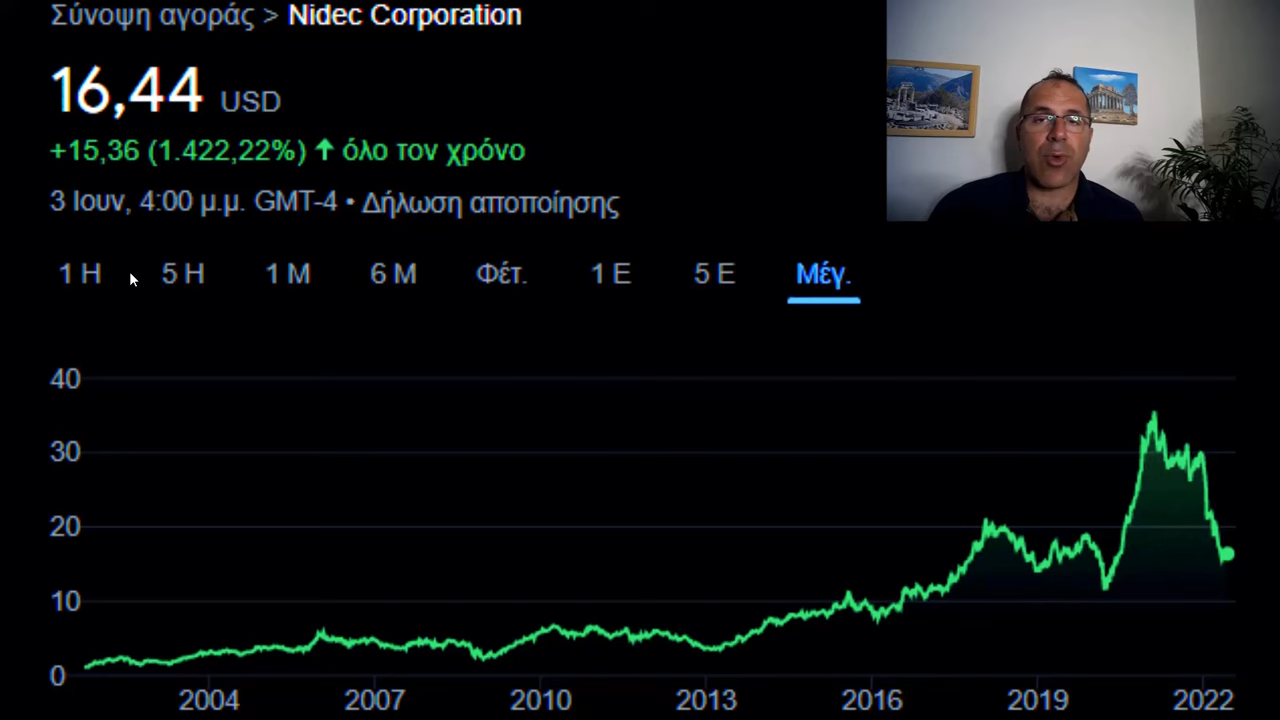 Σύνοψη αγοράς > Nidec Corporation
16,44 USD
+15,36 (1.422,22%) ↑ όλο τον χρόνο
3 Ιουν, 4:00 μ.μ. GMT-4 • Δήλωση αποποίησης
1 Η 5 Η 1 Μ 6 Μ Φέτ. 1 Ε 5 Ε Μέγ.
40
30
20
10
0
2004 2007 2010 2013 2016 2019 2022